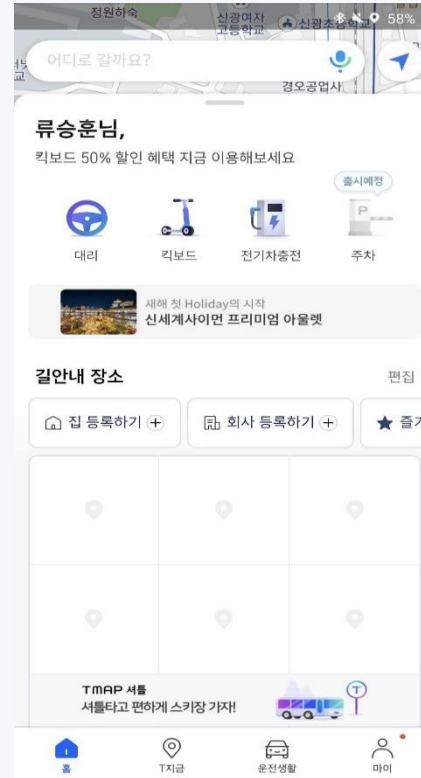 정원하숙
신광여자
고등학교
신광초등학교
58%
어디로 갈까요?
경오공업사
류승훈님,
킥보드 50% 할인 혜택 지금 이용해보세요
출시예정
P
대리
킥보드
전기차충전
주차
새해 첫 Holiday의 시작
신세계사이먼 프리미엄 아울렛
길안내 장소
편집
집 등록하기
회사 등록하기
즐겨
TMAP 셔틀
셔틀타고 편하게 스키장 가자!
T
홈
T지금
운전생활
마이